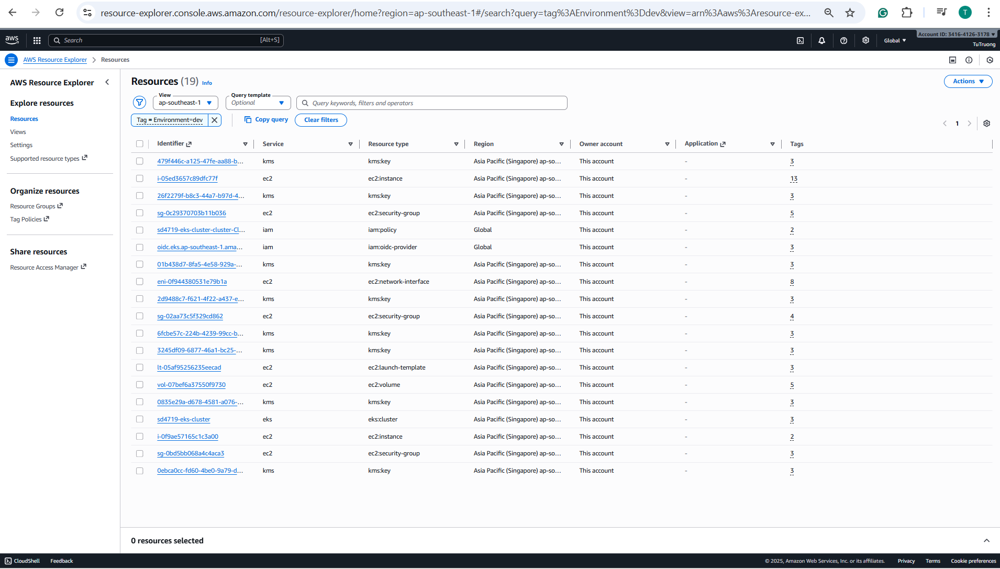 resource-explorer.console.aws.amazon.com/resource-explorer/home?region=ap-southeast-1#/search?query=tag%3AEnvironment%3Ddev&view=arn%3Aaws%3Aresource-ex...
T
aws
Search
[Alt+S]
Global
Account ID: 3416-4126-3178
TuTruong
AWS Resource Explorer > Resources
AWS Resource Explorer
Explore resources
Resources
Views
Settings
Supported resource types
Organize resources
Resource Groups
Tag Policies
Share resources
Resource Access Manager
Resources (19) Info
Actions
View
ap-southeast-1
Query template
Optional
Query keywords, filters and operators
Tag = Environment=dev
Copy query
Clear filters
1
Identifier Service Resource type Region Owner account Application Tags
479f446c-a125-47fe-aa88-b... kms kms:key Asia Pacific (Singapore) ap-so... This account - 3
i-05ed3657c89dfc77f ec2 ec2:instance Asia Pacific (Singapore) ap-so... This account - 13
26f2279f-b8c3-44a7-b97d-4... kms kms:key Asia Pacific (Singapore) ap-so... This account - 3
sg-0c29370703b11b036 ec2 ec2:security-group Asia Pacific (Singapore) ap-so... This account - 5
sd4719-eks-cluster-cluster-Cl... iam iam:policy Global This account - 2
oidc.eks.ap-southeast-1.ama... iam iam:oidc-provider Global This account - 3
01b438d7-8fa5-4e58-929a-... kms kms:key Asia Pacific (Singapore) ap-so... This account - 3
eni-0f944380531e79b1a ec2 ec2:network-interface Asia Pacific (Singapore) ap-so... This account - 8
2d9488c7-f621-4f22-a437-e... kms kms:key Asia Pacific (Singapore) ap-so... This account - 3
sg-02aa73c5f329cd862 ec2 ec2:security-group Asia Pacific (Singapore) ap-so... This account - 4
6fcbe57c-224b-4239-99cc-b... kms kms:key Asia Pacific (Singapore) ap-so... This account - 3
3245df09-6877-46a1-bc25-... kms kms:key Asia Pacific (Singapore) ap-so... This account - 3
lt-05af95256235eecad ec2 ec2:launch-template Asia Pacific (Singapore) ap-so... This account - 3
vol-07bef6a37550f9730 ec2 ec2:volume Asia Pacific (Singapore) ap-so... This account - 5
0835e29a-d678-4581-a076-... kms kms:key Asia Pacific (Singapore) ap-so... This account - 3
sd4719-eks-cluster eks eks:cluster Asia Pacific (Singapore) ap-so... This account - 3
i-0f9ae57165c1c3a00 ec2 ec2:instance Asia Pacific (Singapore) ap-so... This account - 2
sg-0bd5bb068a4c4aca3 ec2 ec2:security-group Asia Pacific (Singapore) ap-so... This account - 3
0ebca0cc-fd60-4be0-9a79-d... kms kms:key Asia Pacific (Singapore) ap-so... This account - 3
0 resources selected
CloudShell Feedback © 2025, Amazon Web Services, Inc. or its affiliates. Privacy Terms Cookie preferences